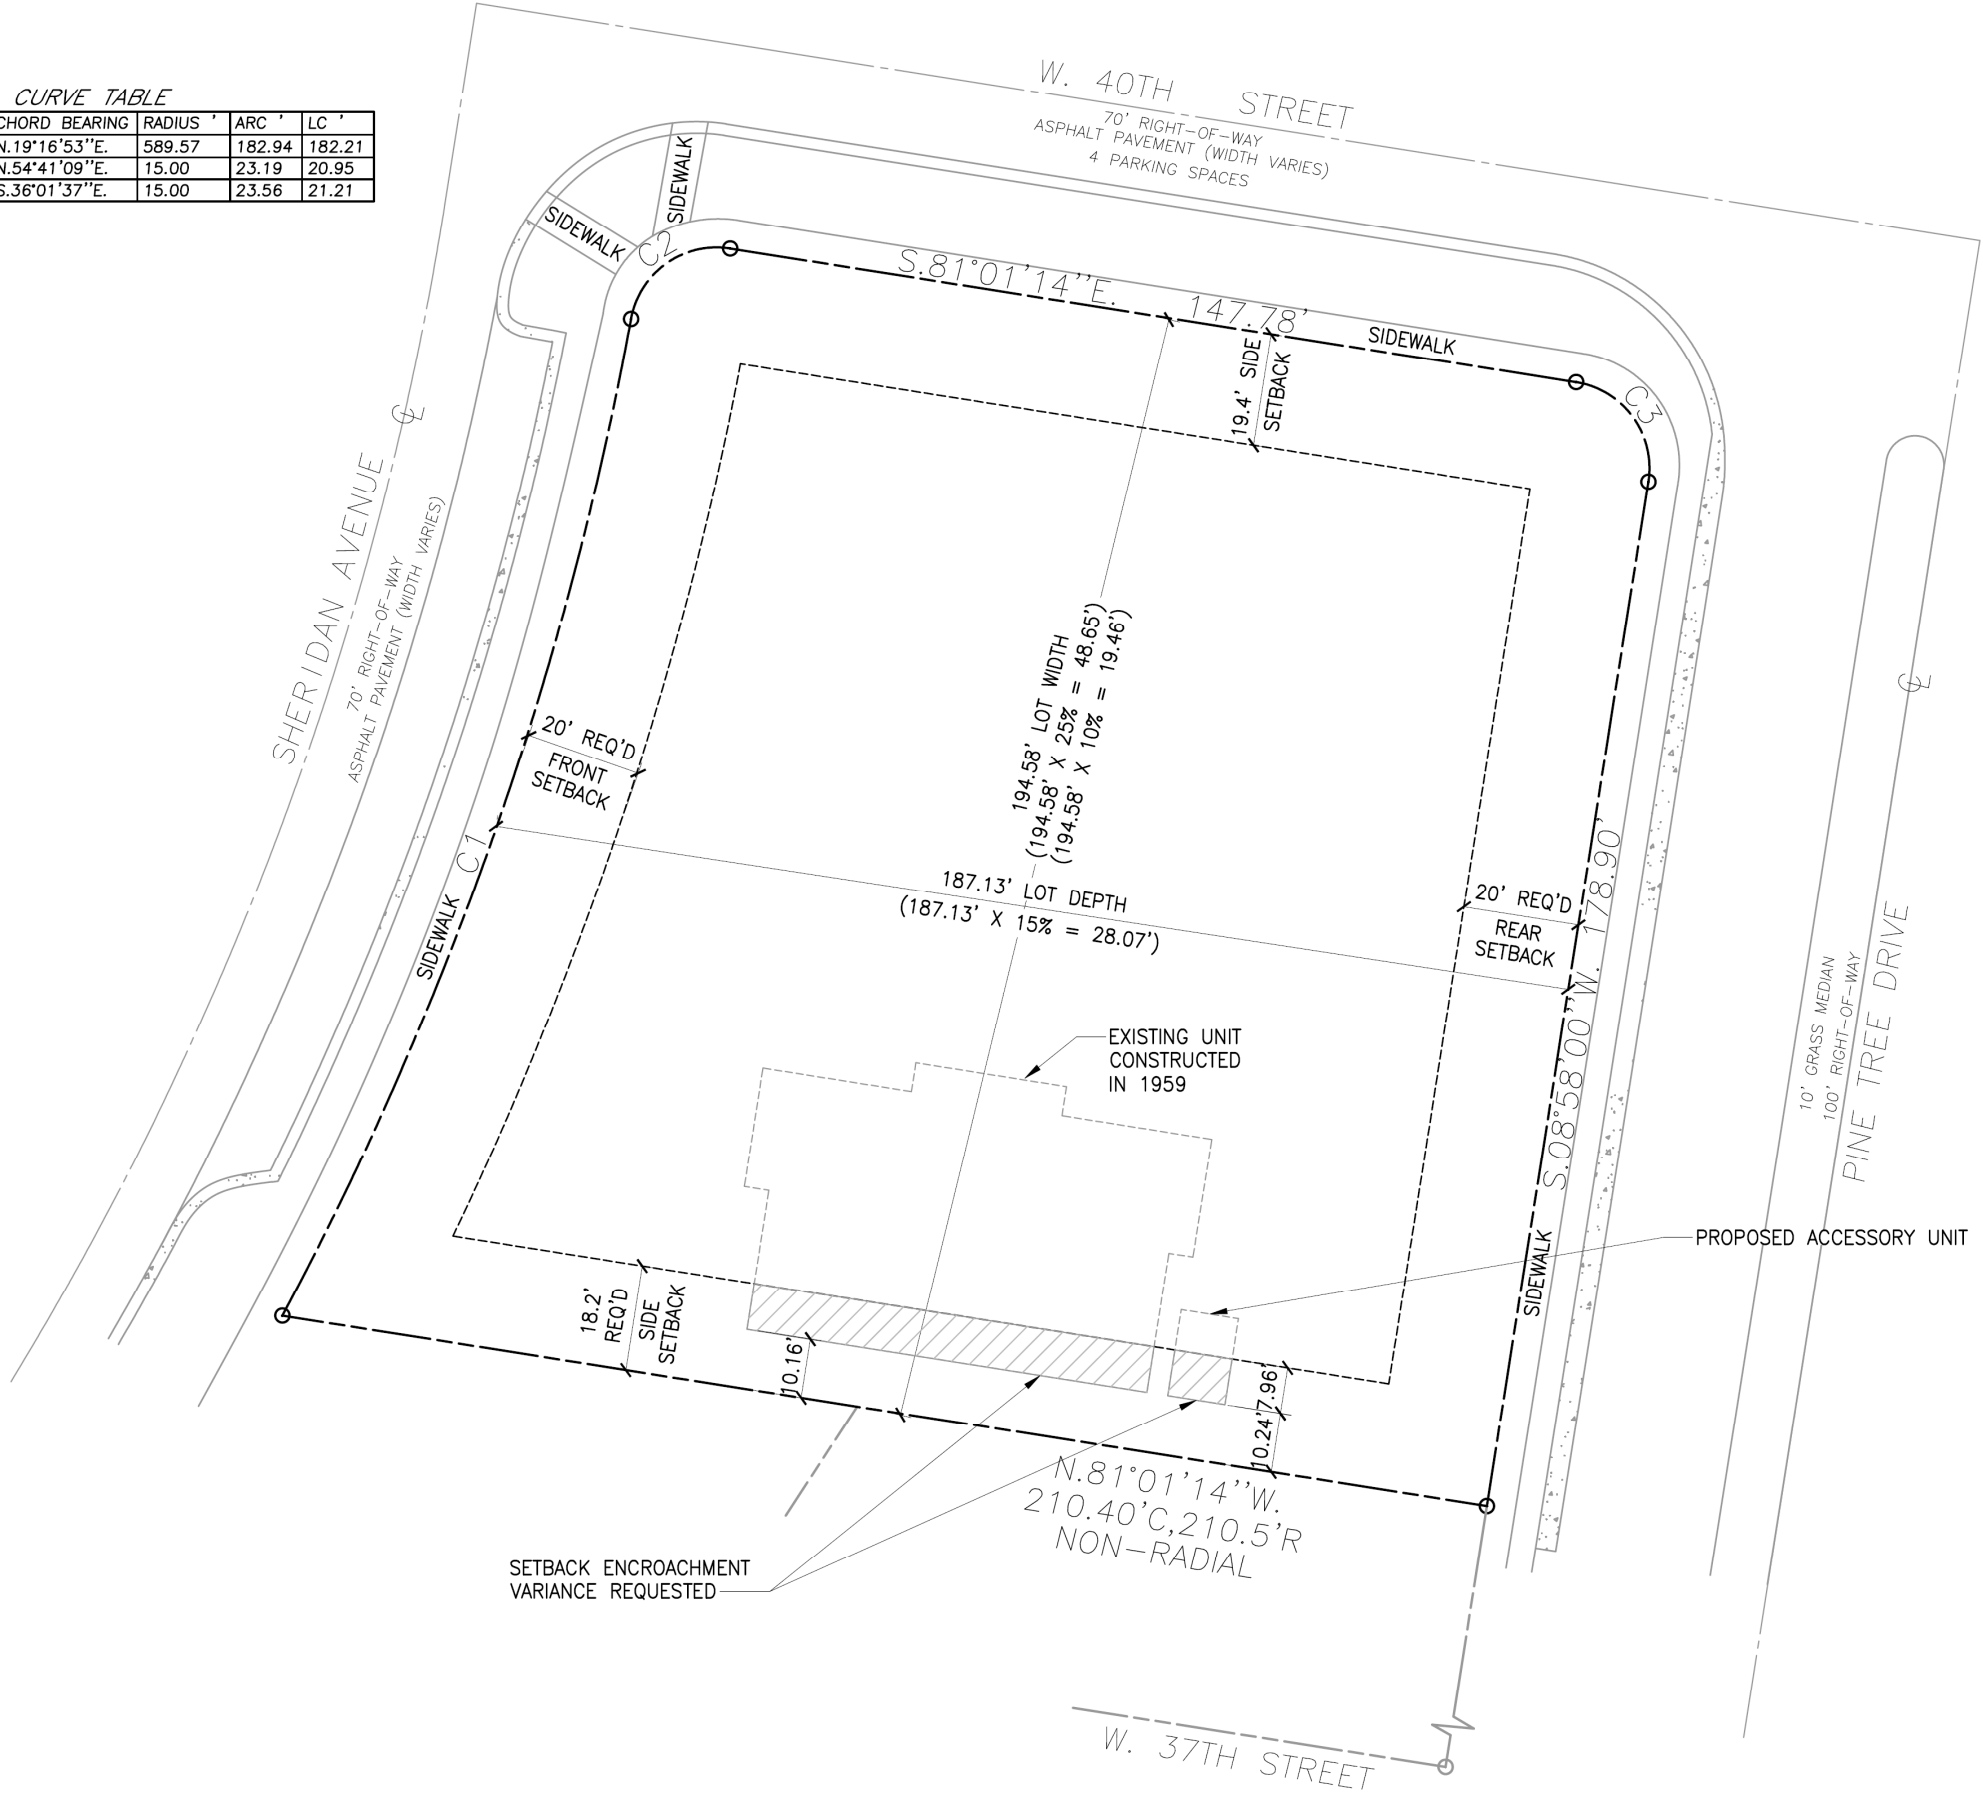 CURVE TABLE
CHORD BEARING RADIUS ' ARC ' LC '
N.19°16'53"E. 589.57 182.94 182.21
N.54°41'09"E. 15.00 23.19 20.95
S.36°01'37"E. 15.00 23.56 21.21
W. 40TH STREET
70' RIGHT-OF-WAY
ASPHALT PAVEMENT (WIDTH VARIES)
4 PARKING SPACES
SIDEWALK
SIDEWALK
C2
S.81°01'14"E. 147.78'
SIDEWALK
C3
19.4' SIDE
SETBACK
SHERIDAN AVENUE
70' RIGHT-OF-WAY
ASPHALT PAVEMENT (WIDTH VARIES)
20' REQ'D
FRONT
SETBACK
C1
SIDEWALK
194.58' LOT WIDTH
(194.58' X 25% = 48.65')
(194.58' X 10% = 19.46')
187.13' LOT DEPTH
(187.13' X 15% = 28.07')
20' REQ'D
REAR
SETBACK
S.08°58'00"W. 178.90'
10' GRASS MEDIAN
100' RIGHT-OF-WAY
PINE TREE DRIVE
EXISTING UNIT
CONSTRUCTED
IN 1959
PROPOSED ACCESSORY UNIT
SIDEWALK
18.2'
REQ'D
SIDE
SETBACK
10.16'
7.96'
10.24'
N.81°01'14"W.
210.40'C,210.5'R
NON-RADIAL
SETBACK ENCROACHMENT
VARIANCE REQUESTED
W. 37TH STREET